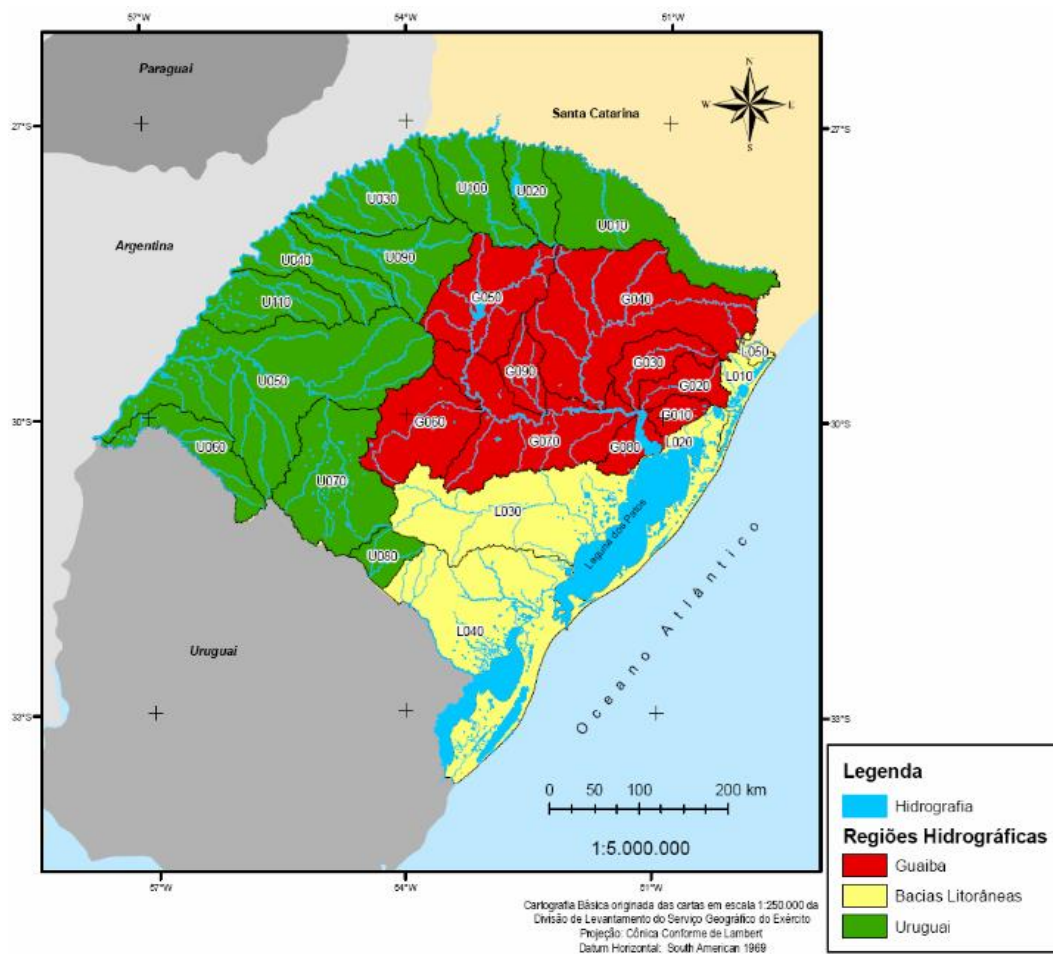 57°W
54°W
51°W
Paraguai
N
W
E
S
Santa Catarina
27°S
27°S
U030
U100
U020
U010
Argentina
U040
U090
U110
G050
G040
L050
U050
G090
G030
G020
L010
G010
30°S
30°S
U060
G060
G070
G080
L020
U070
L030
Laguna dos Patos
U080
Oceano Atlântico
L040
Uruguai
33°S
33°S
0 50 100 200 km
1:5.000.000
57°W
54°W
51°W
Legenda
Hidrografia
Regiões Hidrográficas
Guaiba
Bacias Litorâneas
Uruguai
Cartografia Básica originada das cartas em escala 1:250.000 da
Divisão de Levantamento do Serviço Geográfico do Exército
Projeção: Cônica Conforme de Lambert
Datum Horizontal: South American 1969